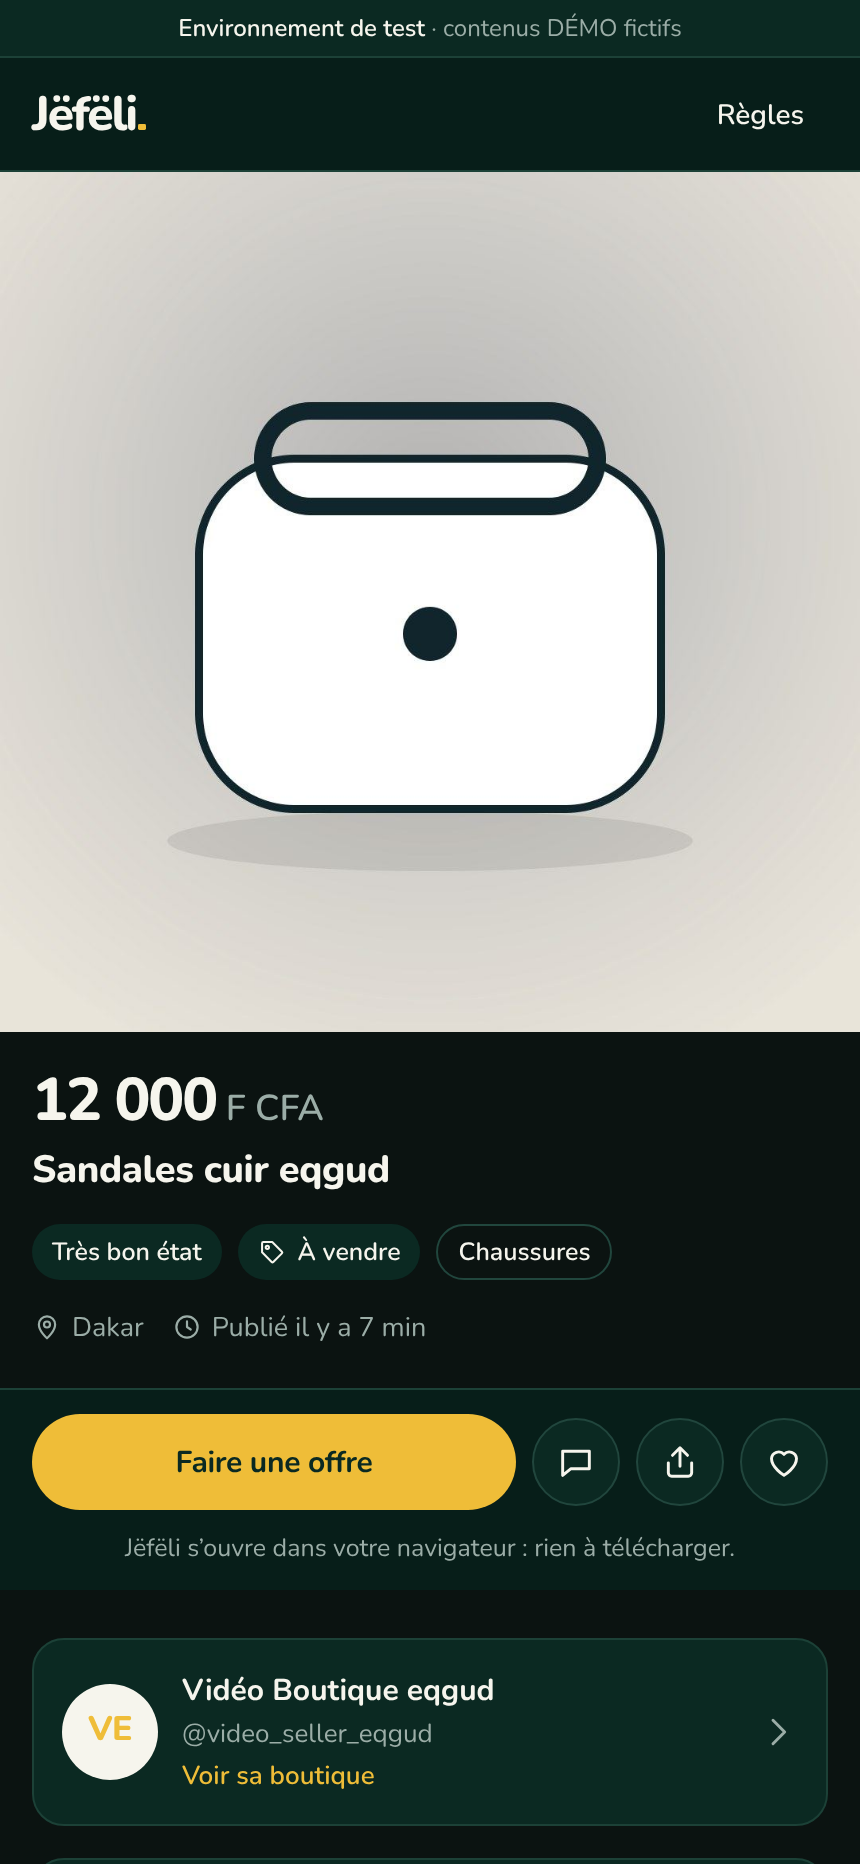 Environnement de test · contenus DÉMO fictifs
Jëfëli.
Règles
12 000 F CFA
Sandales cuir eqgud
Très bon état
À vendre
Chaussures
Dakar
Publié il y a 7 min
Faire une offre
Jëfëli s’ouvre dans votre navigateur : rien à télécharger.
VE
Vidéo Boutique eqgud
@video_seller_eqgud
Voir sa boutique